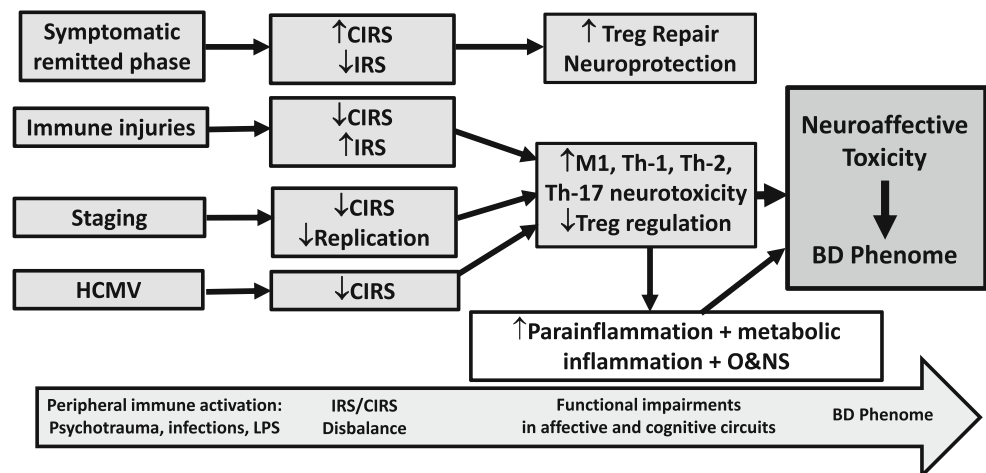 Symptomatic
remitted phase
↑CIRS
↓IRS
↑ Treg Repair
Neuroprotection
Immune injuries
↓CIRS
↑IRS
Staging
↓CIRS
↓Replication
HCMV
↓CIRS
↑M1, Th-1, Th-2,
Th-17 neurotoxicity
↓Treg regulation
Neuroaffective
Toxicity
BD Phenome
↑Parainflammation + metabolic
inflammation + O&NS
Peripheral immune activation:
Psychotrauma, infections, LPS
IRS/CIRS
Disbalance
Functional impairments
in affective and cognitive circuits
BD Phenome